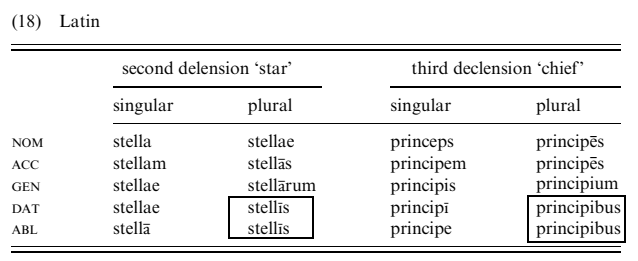 (18) Latin
second delension ‘star’ third declension ‘chief’
singular plural singular plural
NOM stella stellae princeps principēs
ACC stellam stellās principem principēs
GEN stellae stellārum principis principium
DAT stellae stellīs principī principibus
ABL stellā stellīs principe principibus